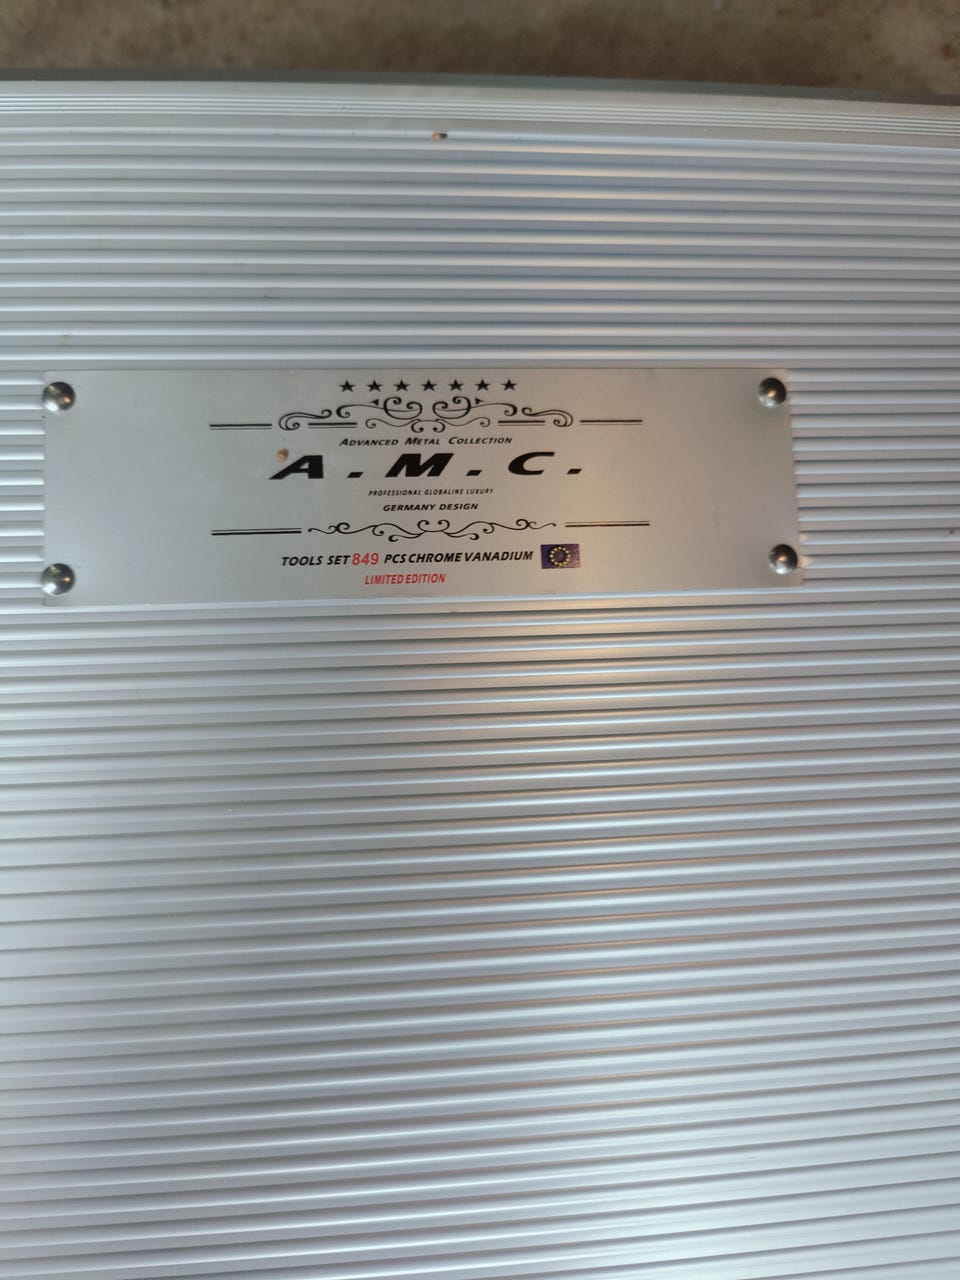 ADVANCED METAL COLLECTION
A.M.C.
PROFESSIONAL GLOBALINE LUXURY
GERMANY DESIGN
TOOLS SET 849 PCS CHROME VANADIUM
LIMITED EDITION